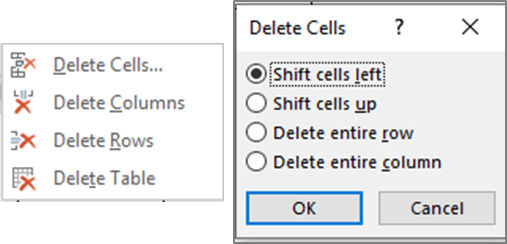 Delete Cells...
Delete Columns
Delete Rows
Delete Table
Delete Cells ? X
Shift cells left
Shift cells up
Delete entire row
Delete entire column
OK Cancel